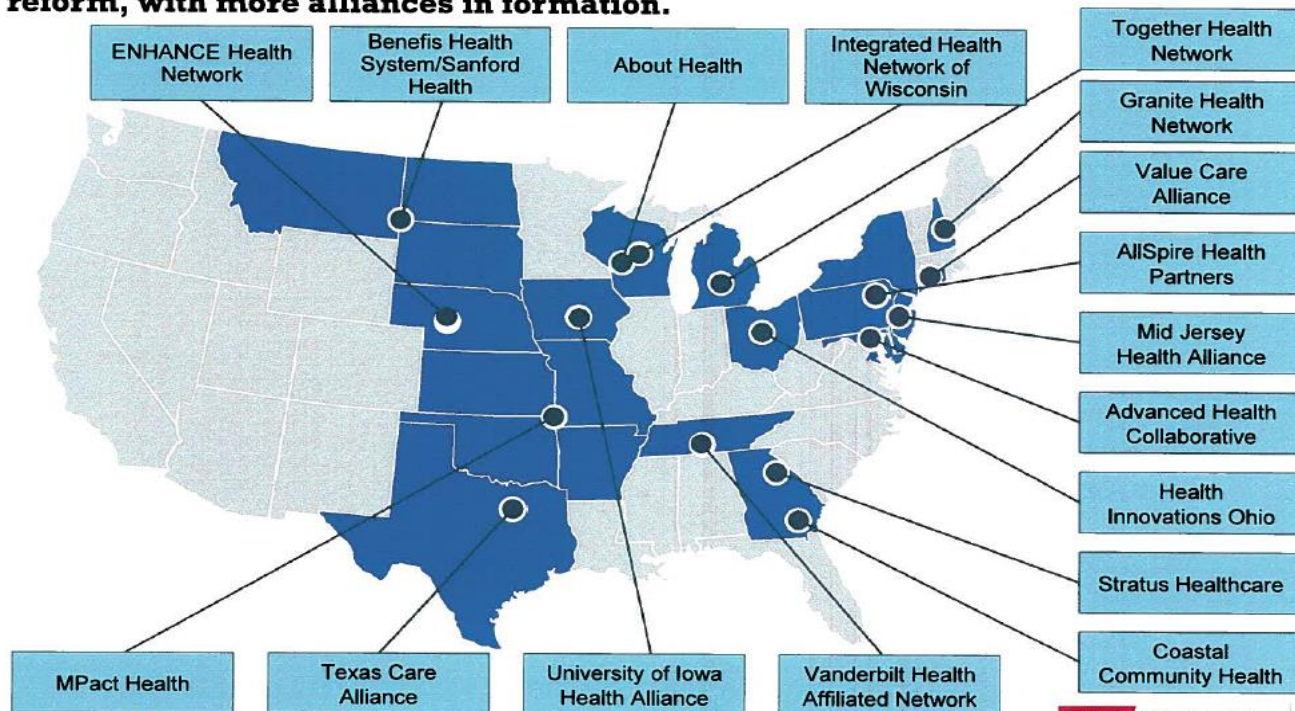 reform, with more alliances in formation.
ENHANCE Health
Network
Benefis Health
System/Sanford
Health
About Health
Integrated Health
Network of
Wisconsin
Together Health
Network
Granite Health
Network
Value Care
Alliance
AllSpire Health
Partners
Mid Jersey
Health Alliance
Advanced Health
Collaborative
Health
Innovations Ohio
Stratus Healthcare
Coastal
Community Health
MPact Health
Texas Care
Alliance
University of Iowa
Health Alliance
Vanderbilt Health
Affiliated Network